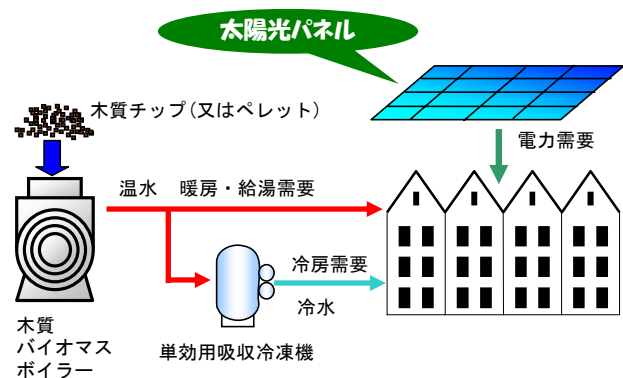 太陽光パネル
木質チップ(又はペレット)
電力需要
温水 暖房・給湯需要
冷房需要
冷水
木質
バイオマス
ボイラー
単効用吸収冷凍機